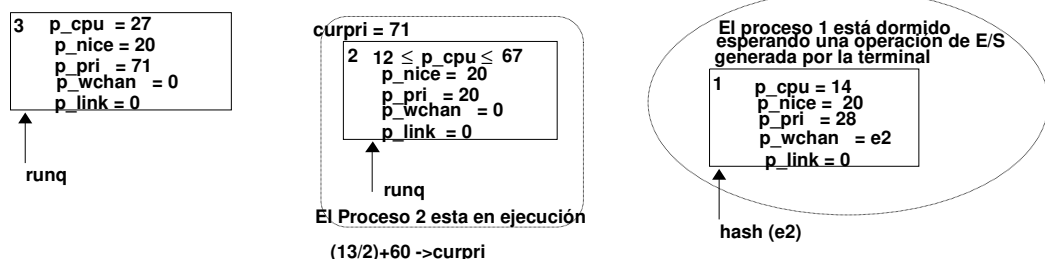 3 p_cpu = 27
p_nice = 20
p_pri = 71
p_wchan = 0
p_link = 0
runq
curpri = 71
2 12 ≤ p_cpu ≤ 67
p_nice = 20
p_pri = 20
p_wchan = 0
p_link = 0
runq
El Proceso 2 esta en ejecución
(13/2)+60 ->curpri
El proceso 1 está dormido
esperando una operación de E/S
generada por la terminal
1 p_cpu = 14
p_nice = 20
p_pri = 28
p_wchan = e2
p_link = 0
hash (e2)